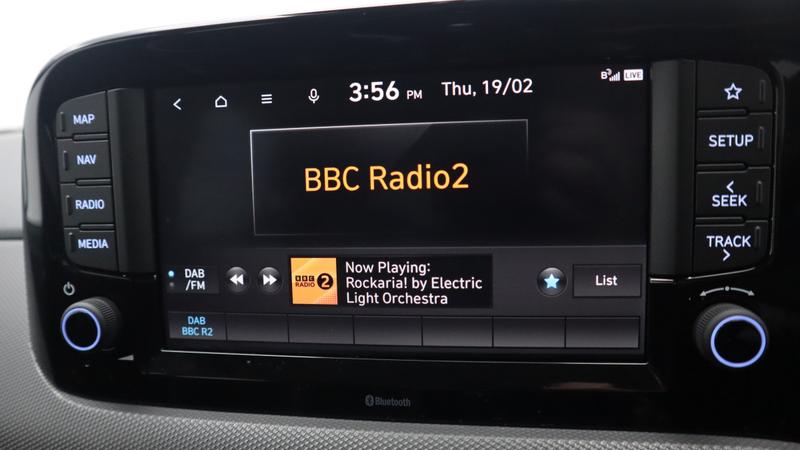 3:56 PM Thu, 19/02
B LIVE
MAP
NAV
RADIO
MEDIA
BBC Radio2
DAB
/FM
BBC
RADIO 2
Now Playing:
Rockaria! by Electric
Light Orchestra
List
DAB
BBC R2
SETUP
SEEK
TRACK
Bluetooth